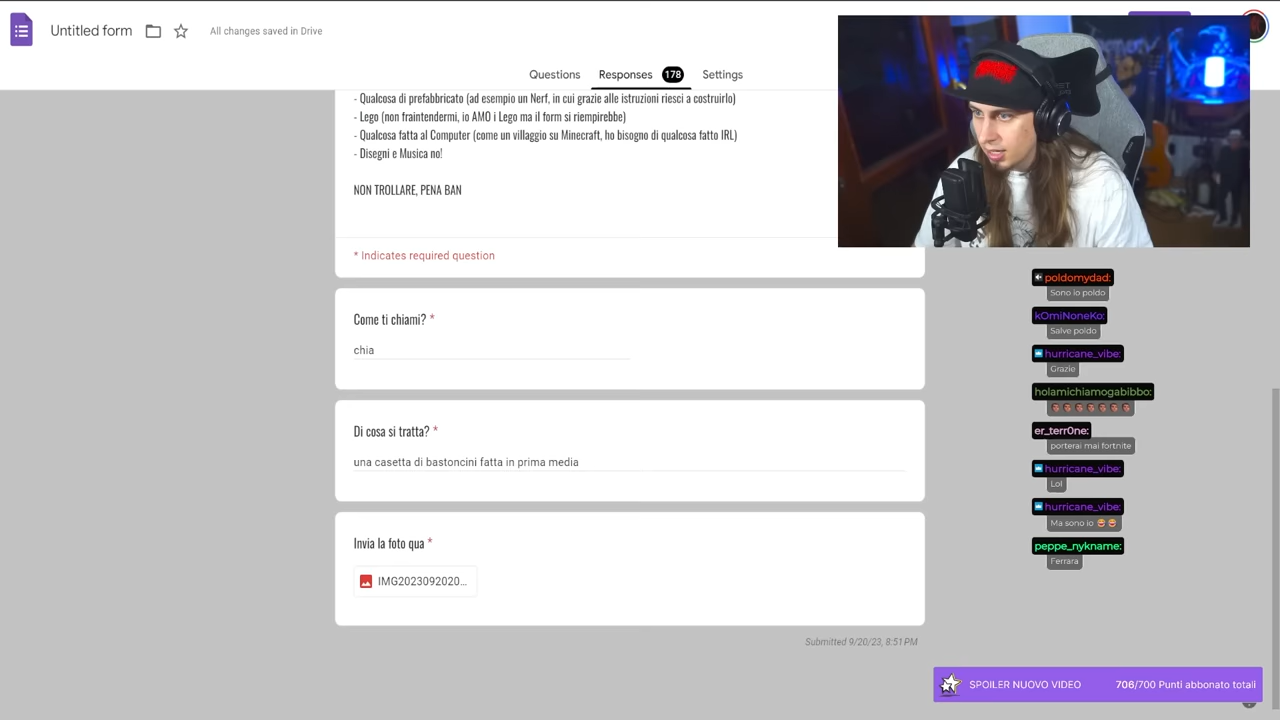 Untitled form
All changes saved in Drive
Questions
Responses 178
Settings
- Qualcosa di prefabbricato (ad esempio un Nerf, in cui grazie alle istruzioni riesci a costruirlo)
- Lego (non fraintendermi, io AMO i Lego ma il form si riempirebbe)
- Qualcosa fatta al Computer (come un villaggio su Minecraft, ho bisogno di qualcosa fatto IRL)
- Disegni e Musica no!
NON TROLLARE, PENA BAN
* Indicates required question
Come ti chiami? *
chia
Di cosa si tratta? *
una casetta di bastoncini fatta in prima media
Invia la foto qua *
IMG2023092020...
Submitted 9/20/23, 8:51 PM
poldomydad:
Sono io poldo
kOmiNoneKo:
Salve poldo
hurricane_vibe:
Grazie
holamichiamogabibbo:
er_terr0ne:
porterai mai fortnite
hurricane_vibe:
Lol
hurricane_vibe:
Ma sono io
peppe_nykname:
Ferrara
SPOILER NUOVO VIDEO
706/700 Punti abbonato totali